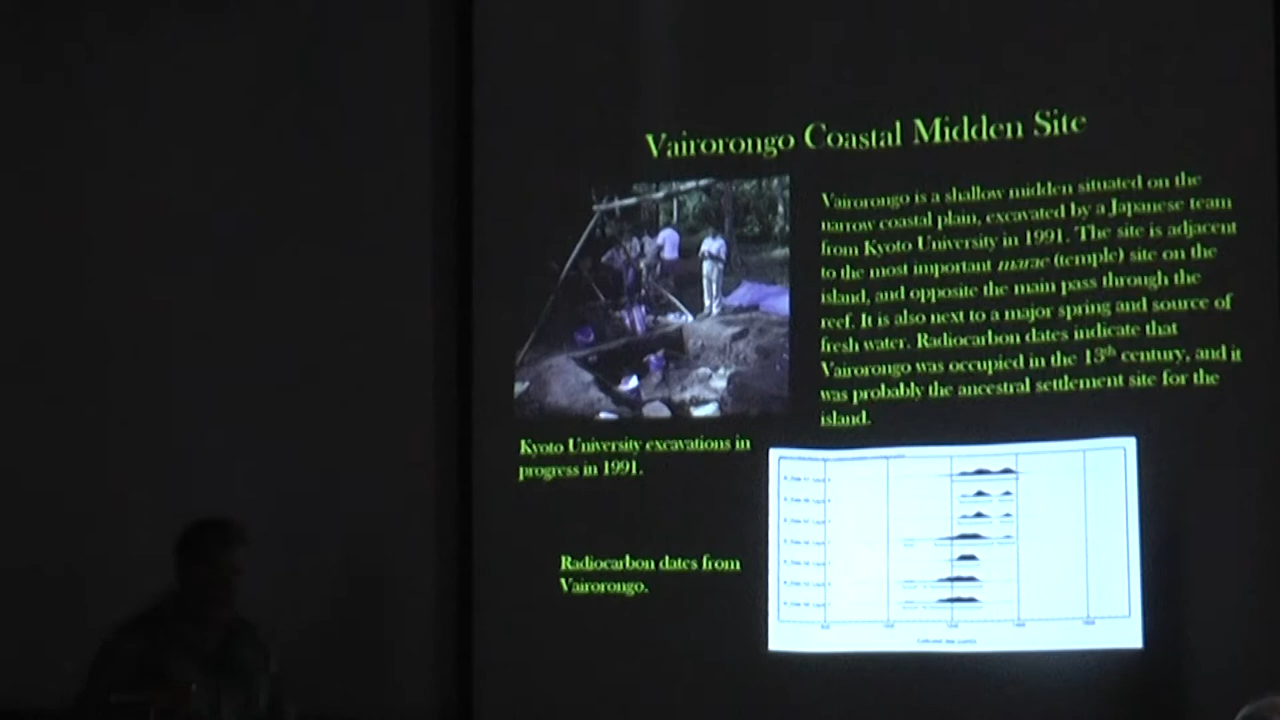 Vairorongo Coastal Midden Site
Vairorongo is a shallow midden situated on the
narrow coastal plain, excavated by a Japanese team
from Kyoto University in 1991. The site is adjacent
to the most important marae (temple) site on the
island, and opposite the main pass through the
reef. It is also next to a major spring and source of
fresh water. Radiocarbon dates indicate that
Vairorongo was occupied in the 13th century, and it
was probably the ancestral settlement site for the
island.
Kyoto University excavations in
progress in 1991.
Radiocarbon dates from
Vairorongo.